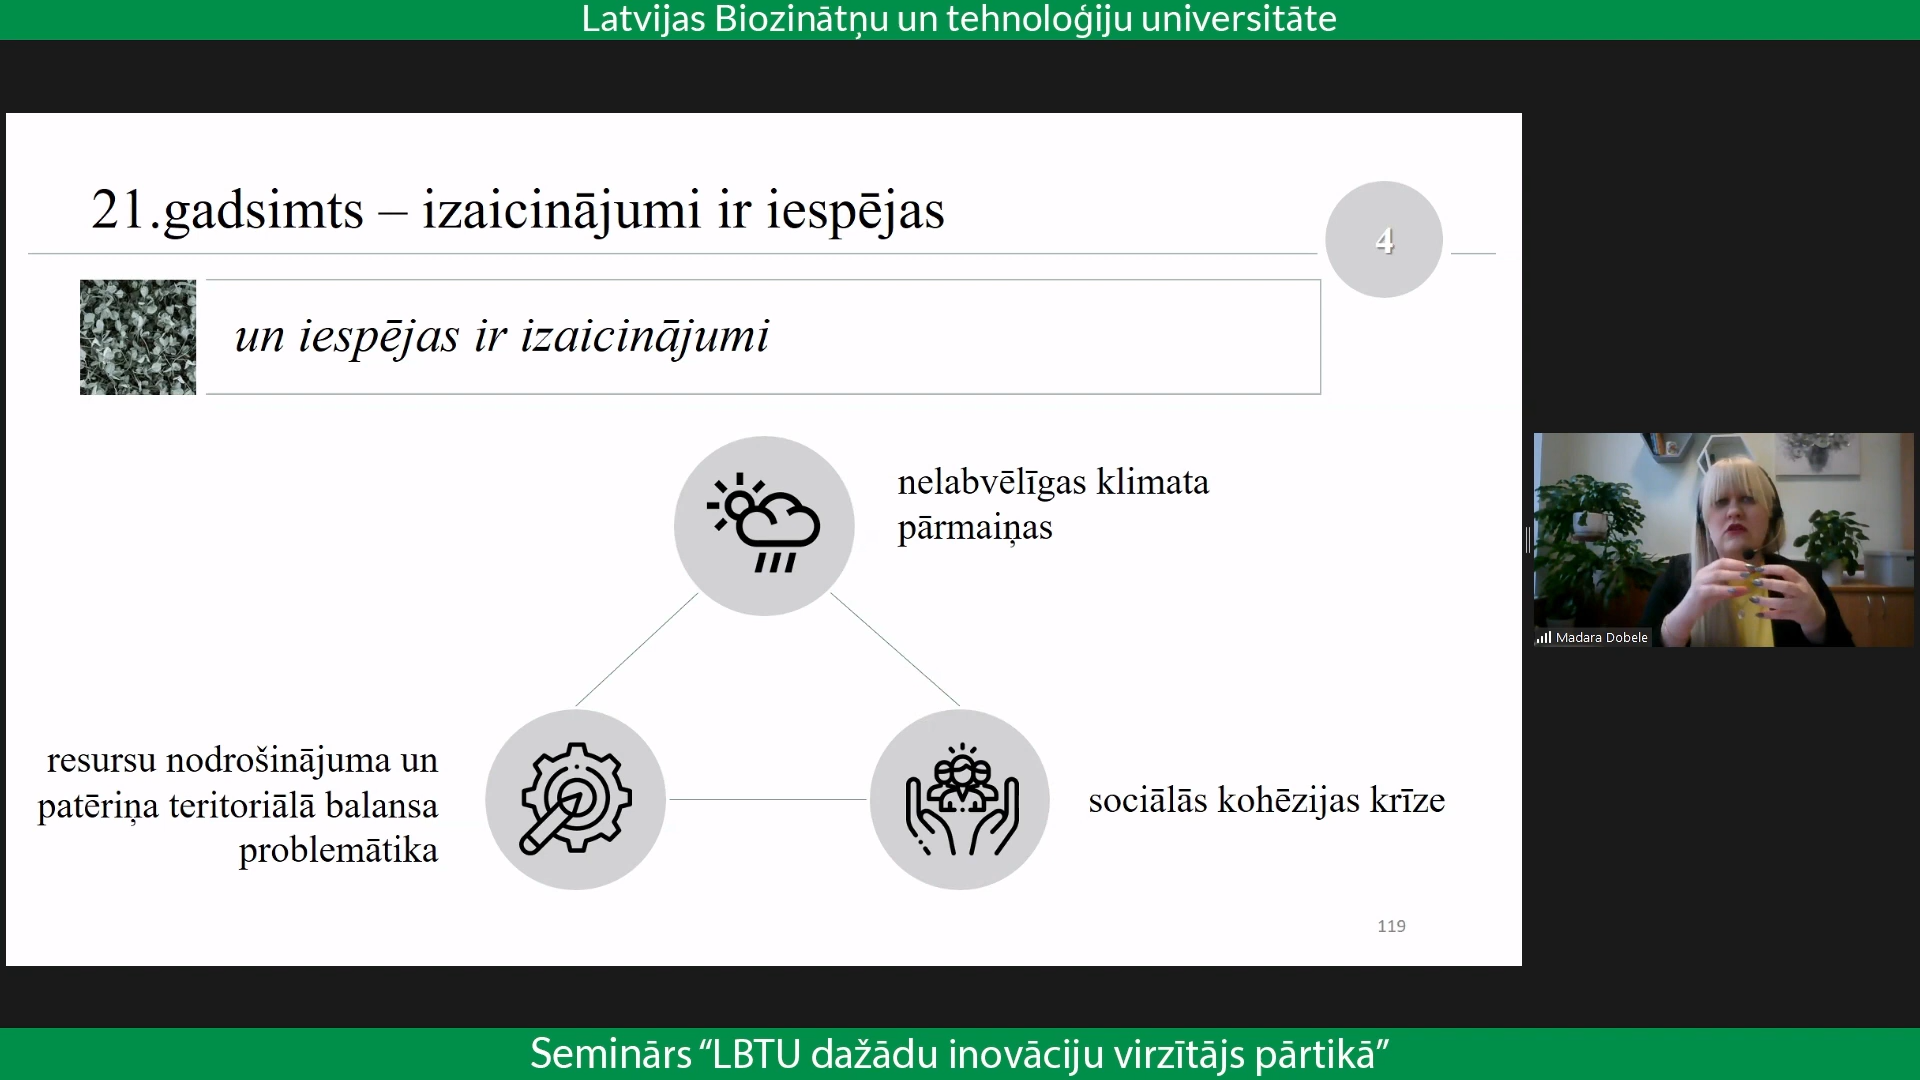 Latvijas Biozinātņu un tehnoloģiju universitāte
21.gadsimts – izaicinājumi ir iespējas
4
un iespējas ir izaicinājumi
nelabvēlīgas klimata
pārmaiņas
resursu nodrošinājuma un
patēriņa teritoriālā balansa
problemātika
sociālās kohēzijas krīze
119
Madara Dobele
Seminārs “LBTU dažādu inovāciju virzītājs pārtikā”